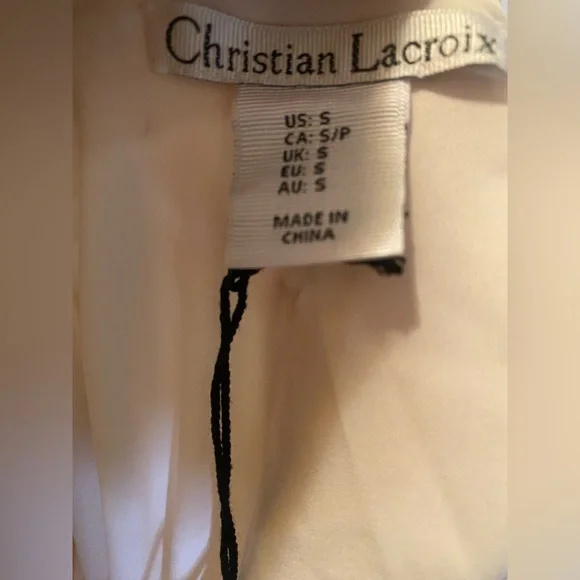 Christian Lacroix
US: S
CA: S/P
UK: S
EU: S
AU: S
MADE IN
CHINA